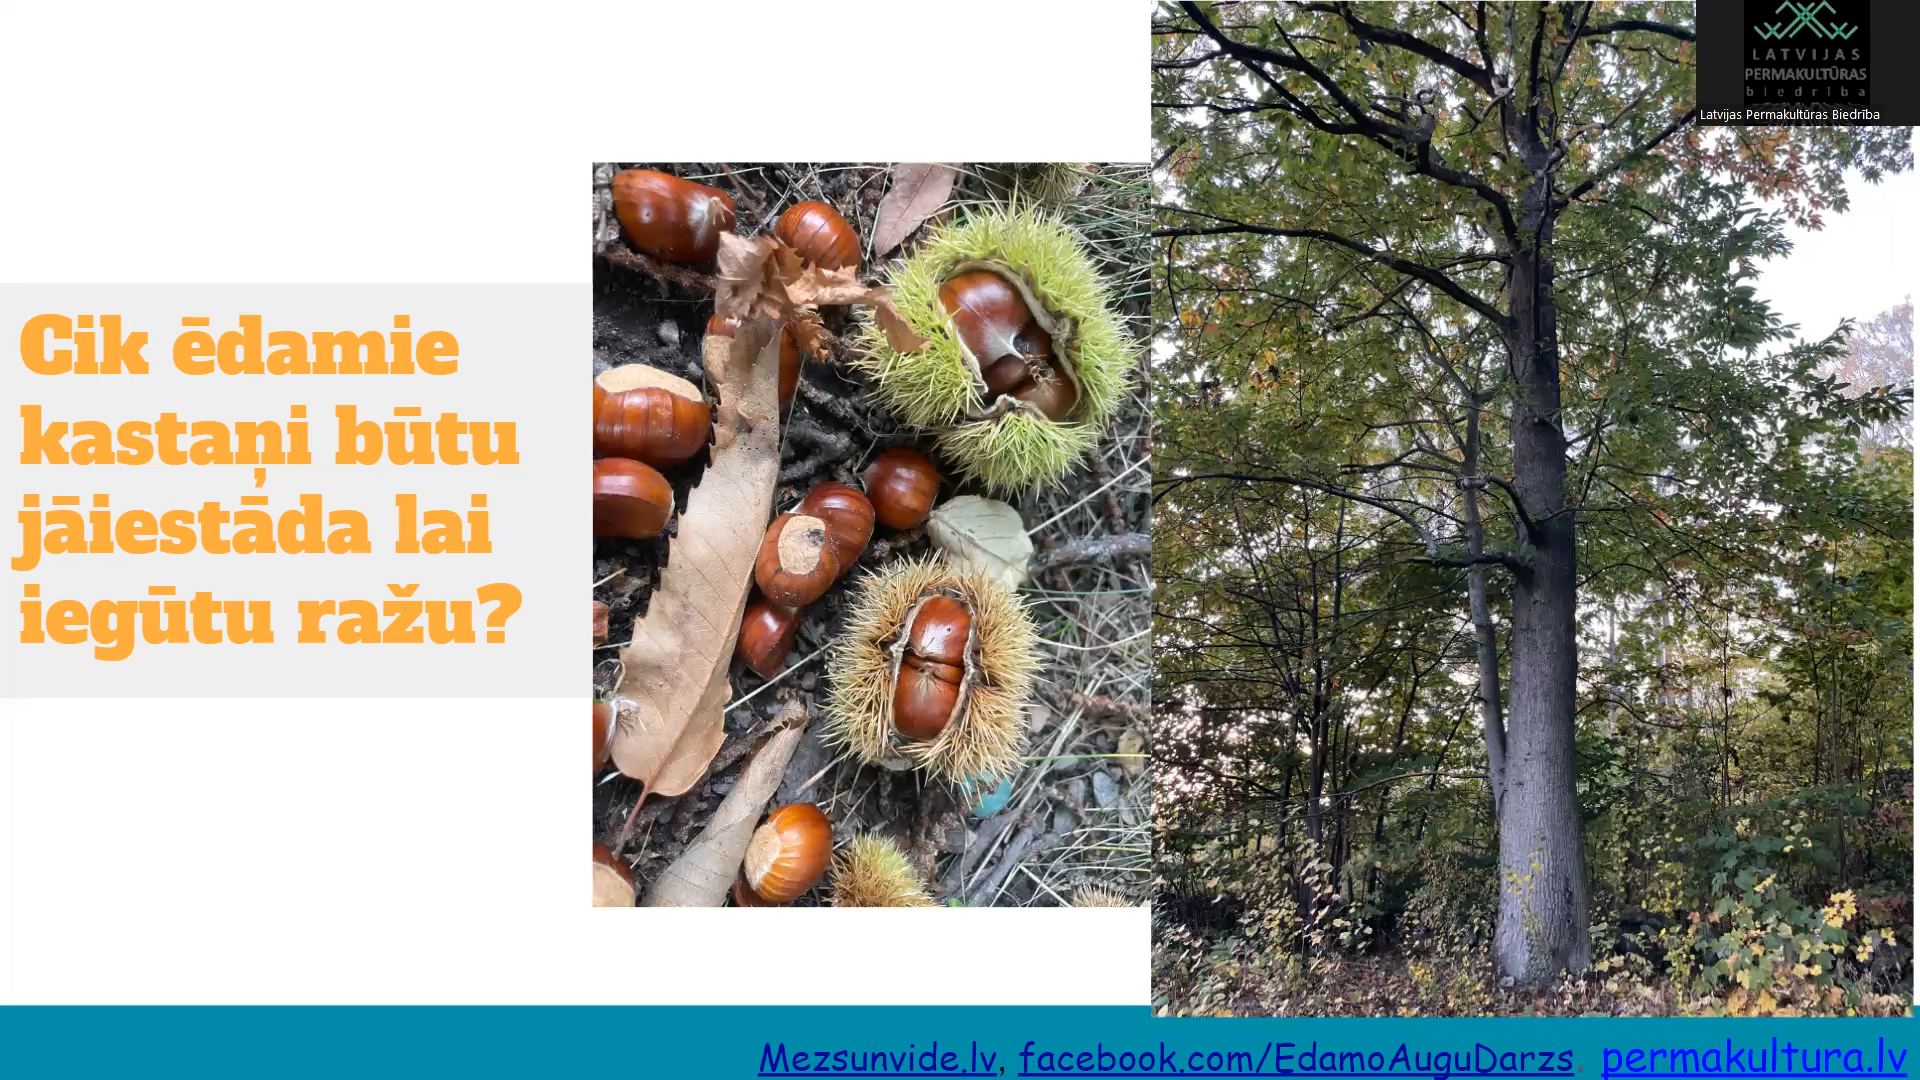 LATVIJAS
PERMAKULTŪRAS
biedrība
Latvijas Permakultūras Biedrība
Cik ēdamie
kastaņi būtu
jāiestāda lai
iegūtu ražu?
Mezsunvide.lv, facebook.com/EdamoAuguDarzs. permakultura.lv